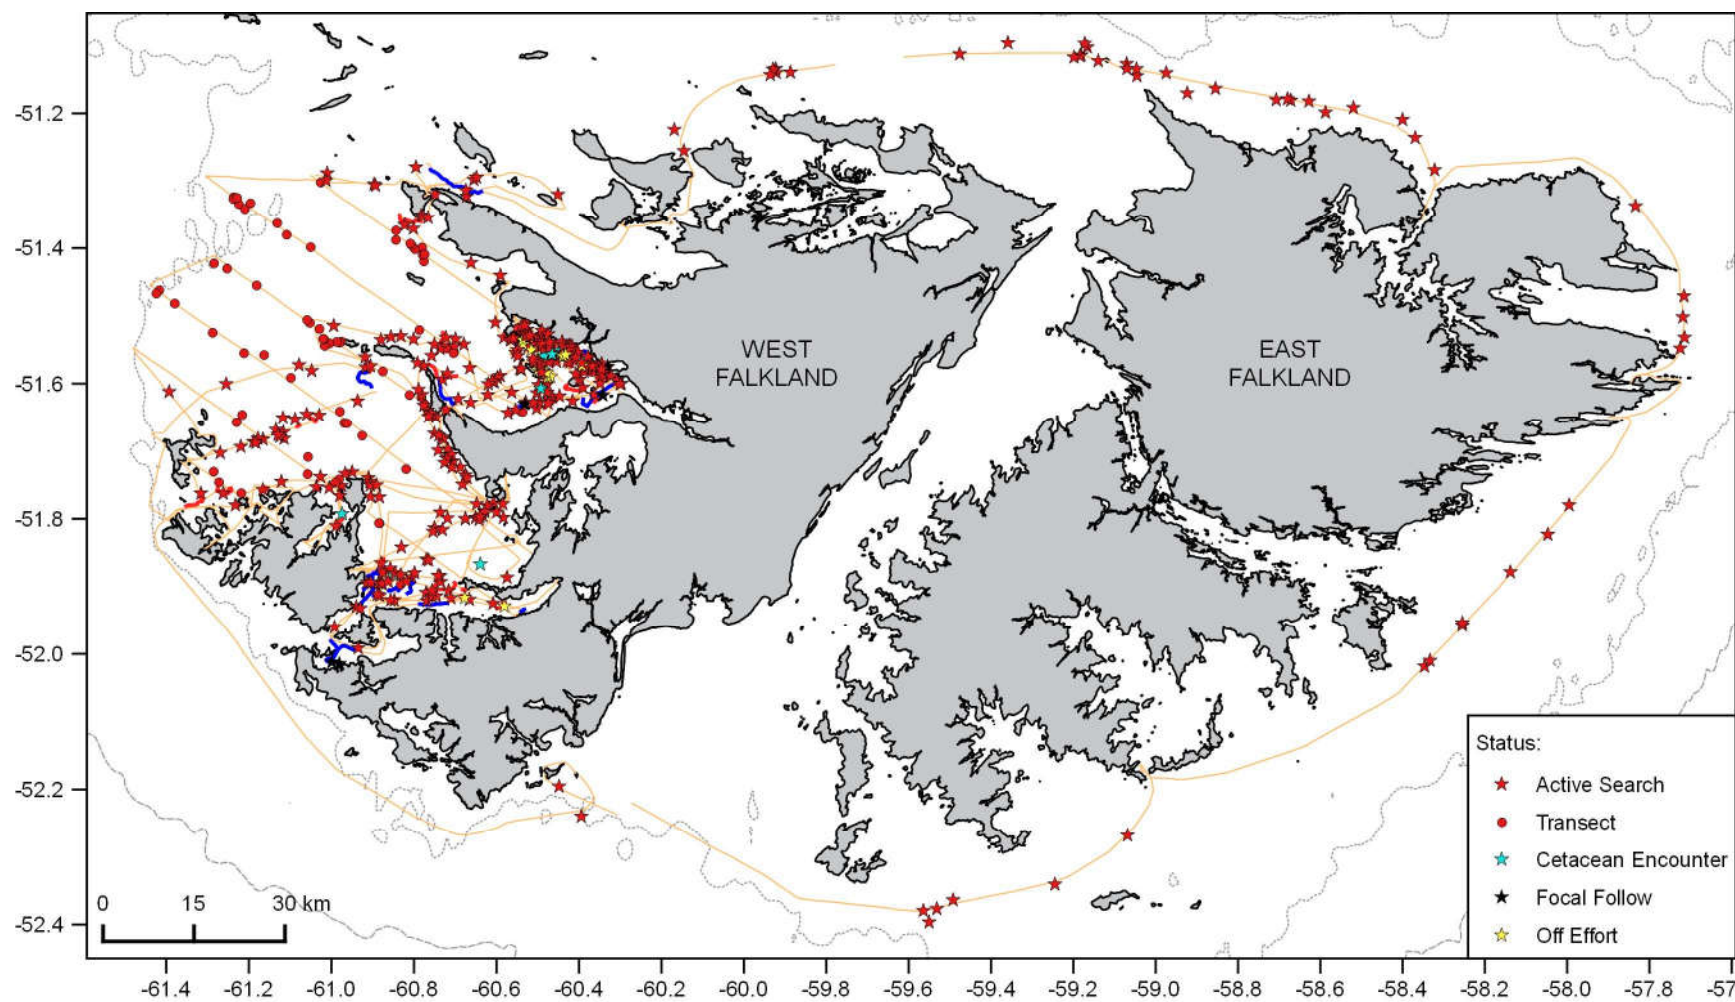 -51.2
-51.4
-51.6
-51.8
-52.0
-52.2
-52.4
WEST
FALKLAND
EAST
FALKLAND
0 15 30 km
Status:
Active Search
Transect
Cetacean Encounter
Focal Follow
Off Effort
-61.4 -61.2 -61.0 -60.8 -60.6 -60.4 -60.2 -60.0 -59.8 -59.6 -59.4 -59.2 -59.0 -58.8 -58.6 -58.4 -58.2 -58.0 -57.8